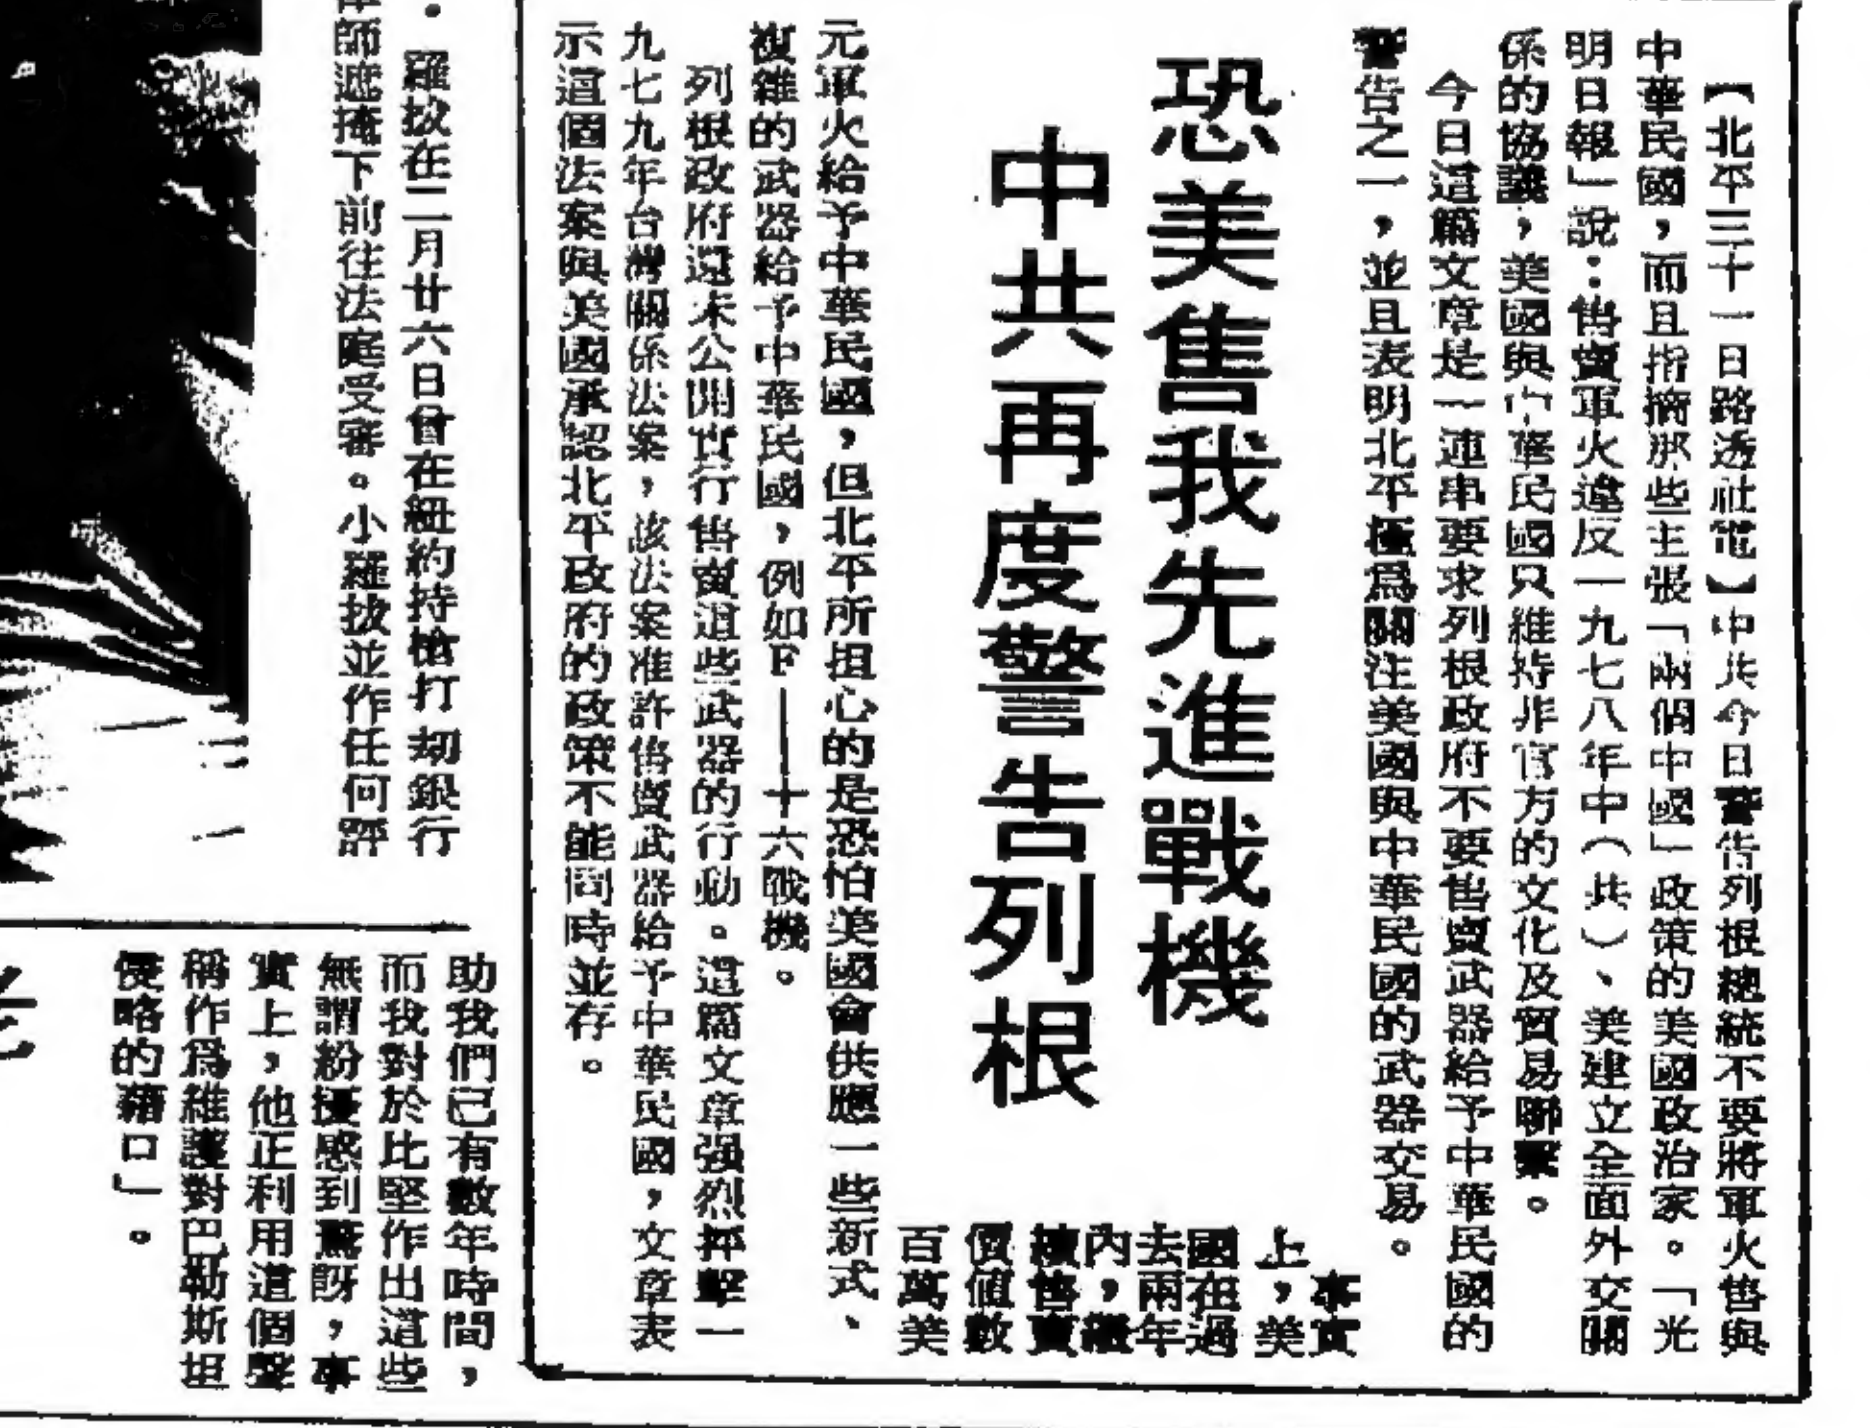 恐美售我先進戰機
中共再度警告列根
【北平三十一日路透社電】中共今日警告列根總統不要將軍火售與
中華民國，而且指摘那些主張「兩個中國」政策的美國政治家。「光
明日報」說：售賣軍火違反一九七八年中（共）、美建立全面外交關
係的協議，美國與中華民國只維持非官方的文化及貿易聯繫。
今日這篇文章是一連串要求列根政府不要售賣武器給予中華民國的
警告之一，並且表明北平極為關注美國與中華民國的武器交易。
事實
上，美
國在過
去兩年
內，繼
續售賣
價值數
百萬美
元軍火給予中華民國，但北平所担心的是恐怕美國會供應一些新式、
複雜的武器給予中華民國，例如F——十六戰機。
列根政府還未公開實行售賣這些武器的行動。這篇文章强烈抨擊一
九七九年台灣關係法案，該法案准許售賣武器給予中華民國，文章表
示這個法案與美國承認北平政府的政策不能同時並存。
・羅拔在二月廿六日曾在紐約持槍打劫銀行
師遮掩下前往法庭受審。小羅拔並作任何評
助我們已有數年時間，
而我對於比堅作出這些
無謂紛擾感到驚訝，事
實上，他正利用這個聲
稱作為維護對巴勒斯坦
侵略的藉口」。